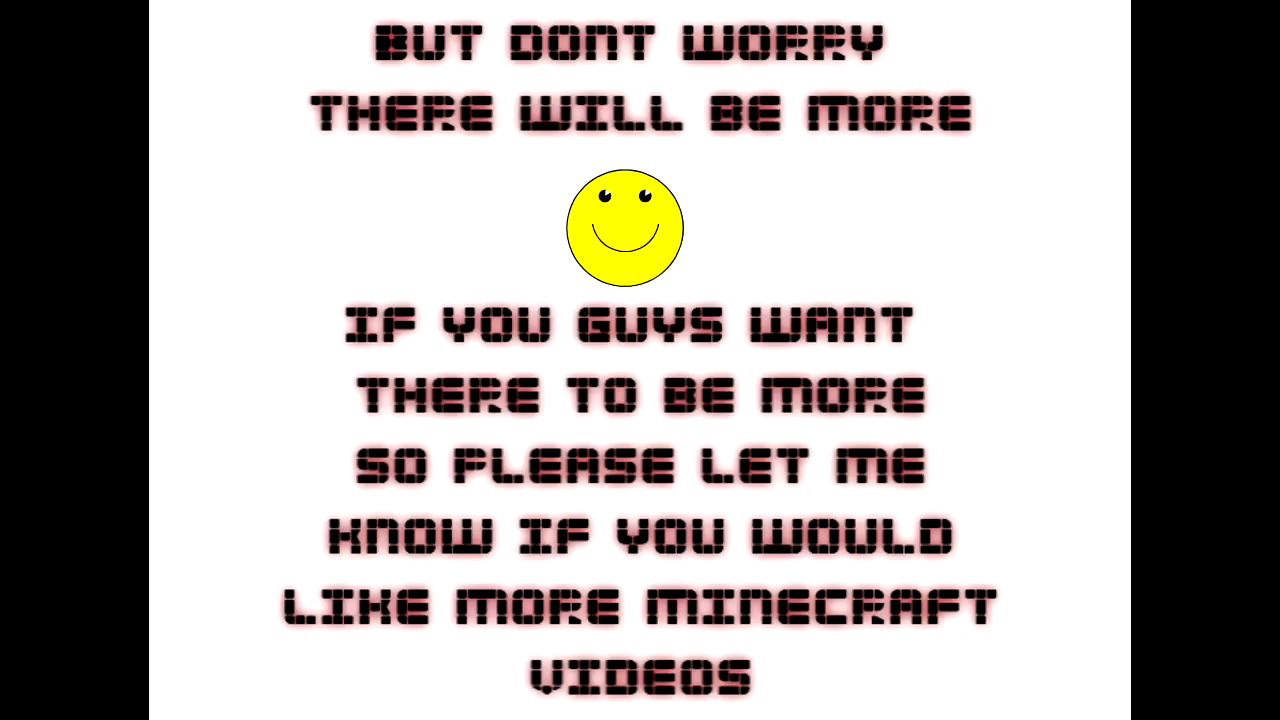 BUT DONT WORRY
THERE WILL BE MORE
IF YOU GUYS WANT
THERE TO BE MORE
SO PLEASE LET ME
KNOW IF YOU WOULD
LIKE MORE MINECRAFT
VIDEOS